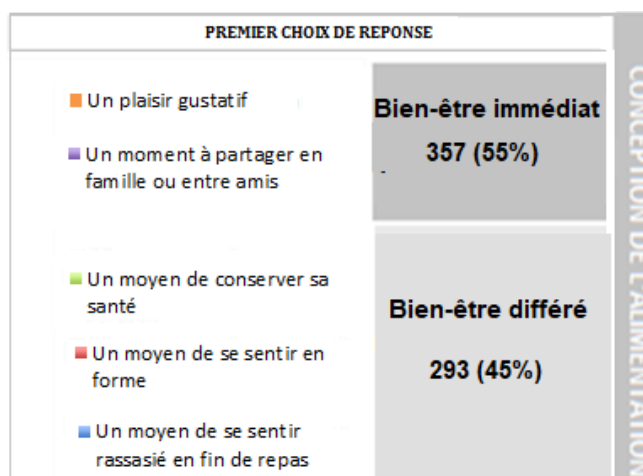 PREMIER CHOIX DE REPONSE
Un plaisir gustatif
Un moment à partager en
famille ou entre amis
Bien-être immédiat
357 (55%)
Un moyen de conserver sa
santé
Un moyen de se sentir en
forme
Un moyen de se sentir
rassasié en fin de repas
Bien-être différé
293 (45%)
CONCEPTION DE L'ALIMENTATION